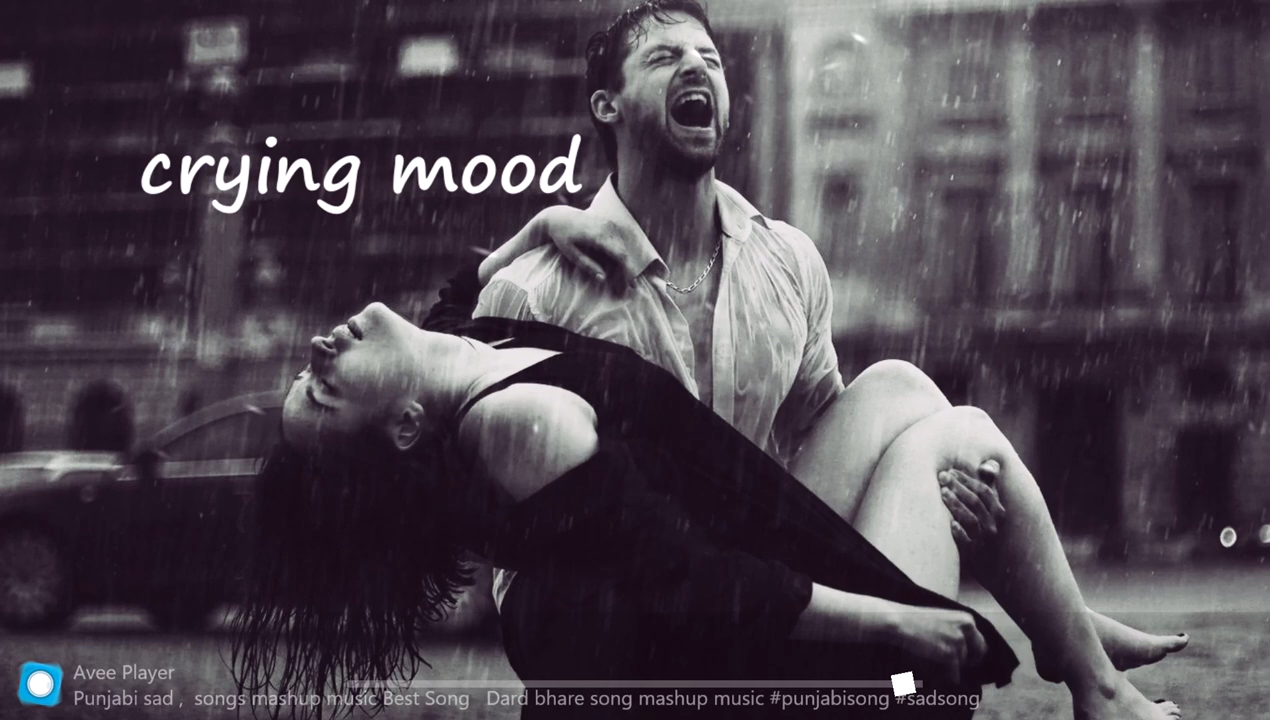 crying mood
Avee Player
Punjabi sad , songs mashup music Best Song Dard bhare song mashup music #punjabisong #sadsong